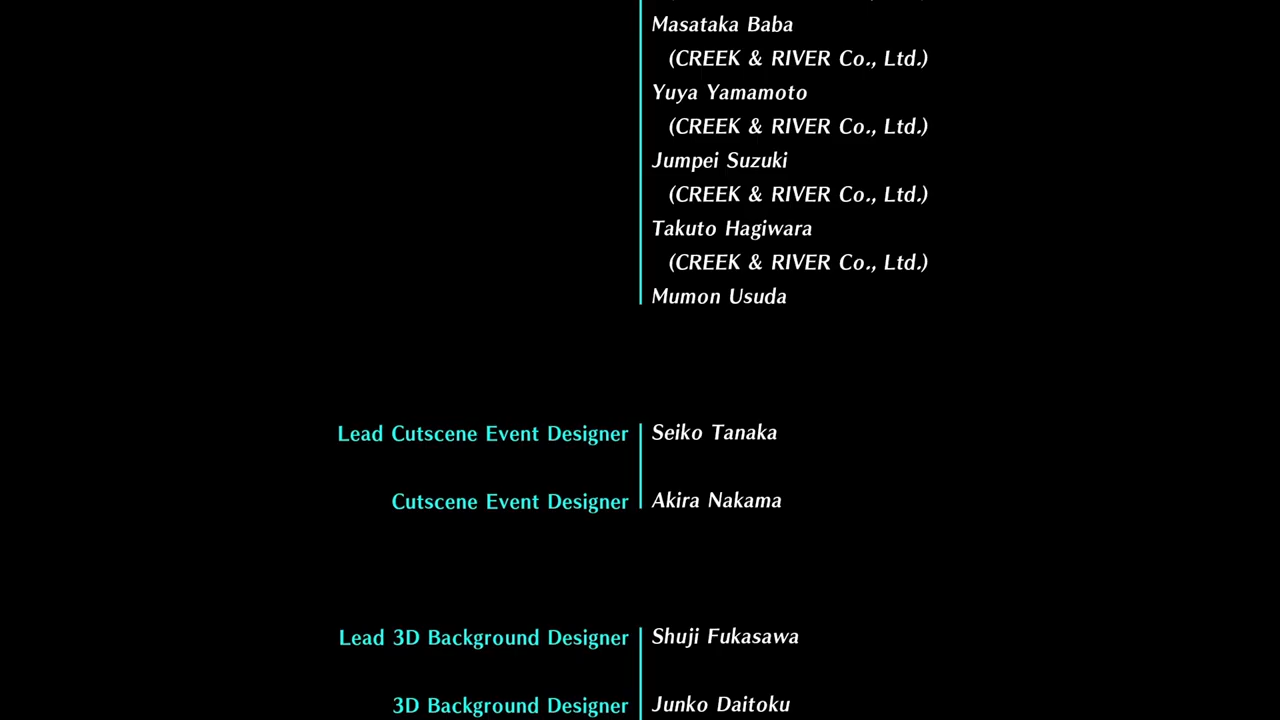 Masataka Baba
(CREEK & RIVER Co., Ltd.)
Yuya Yamamoto
(CREEK & RIVER Co., Ltd.)
Jumpei Suzuki
(CREEK & RIVER Co., Ltd.)
Takuto Hagiwara
(CREEK & RIVER Co., Ltd.)
Mumon Usuda
Lead Cutscene Event Designer Seiko Tanaka
Cutscene Event Designer Akira Nakama
Lead 3D Background Designer Shuji Fukasawa
3D Background Designer Junko Daitoku